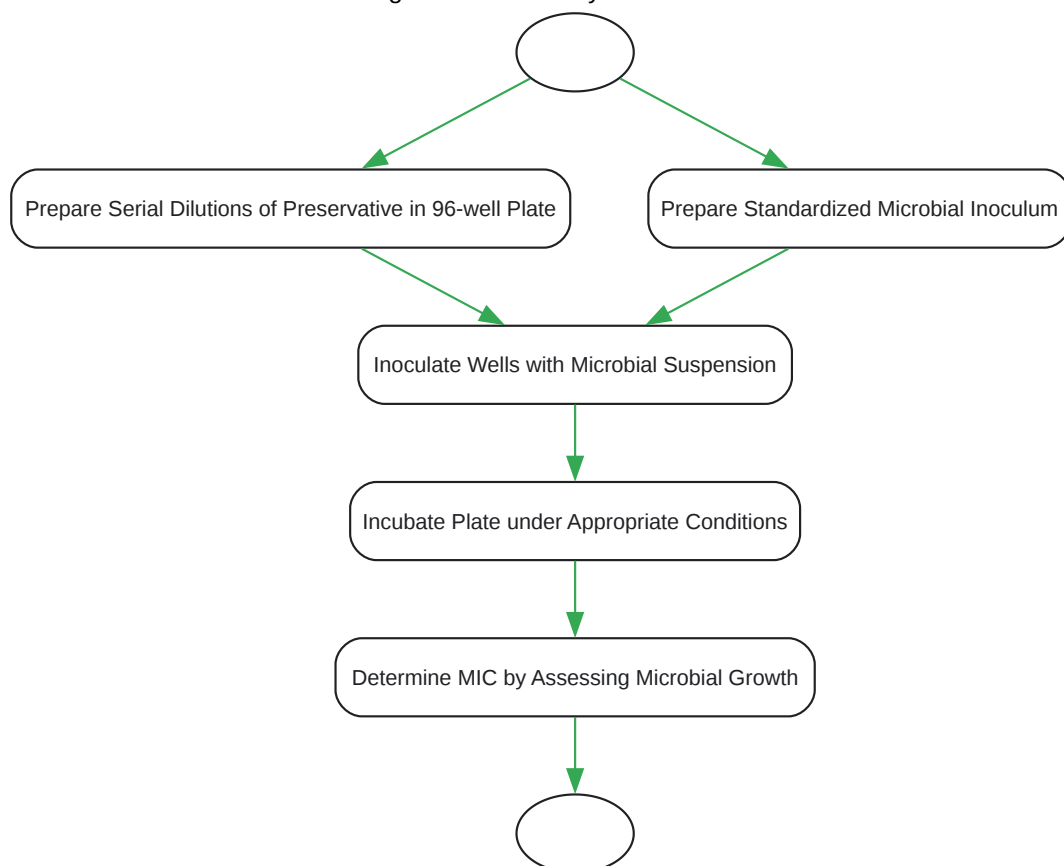 Prepare Serial Dilutions of Preservative in 96-well Plate
Prepare Standardized Microbial Inoculum
Inoculate Wells with Microbial Suspension
Incubate Plate under Appropriate Conditions
Determine MIC by Assessing Microbial Growth